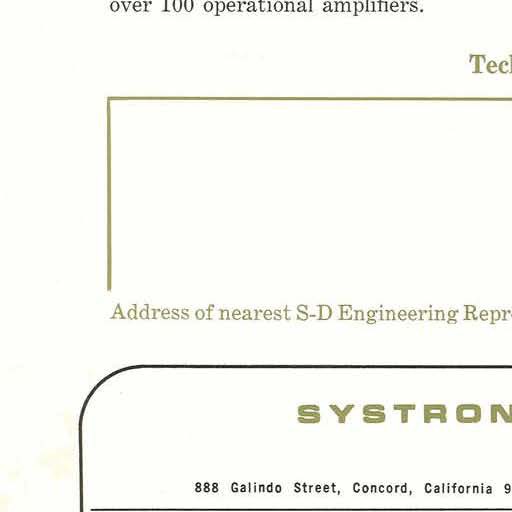 over 100 operational amplifiers.
Tech
Address of nearest S-D Engineering Repr
SYSTRON
888 Galindo Street, Concord, California 9